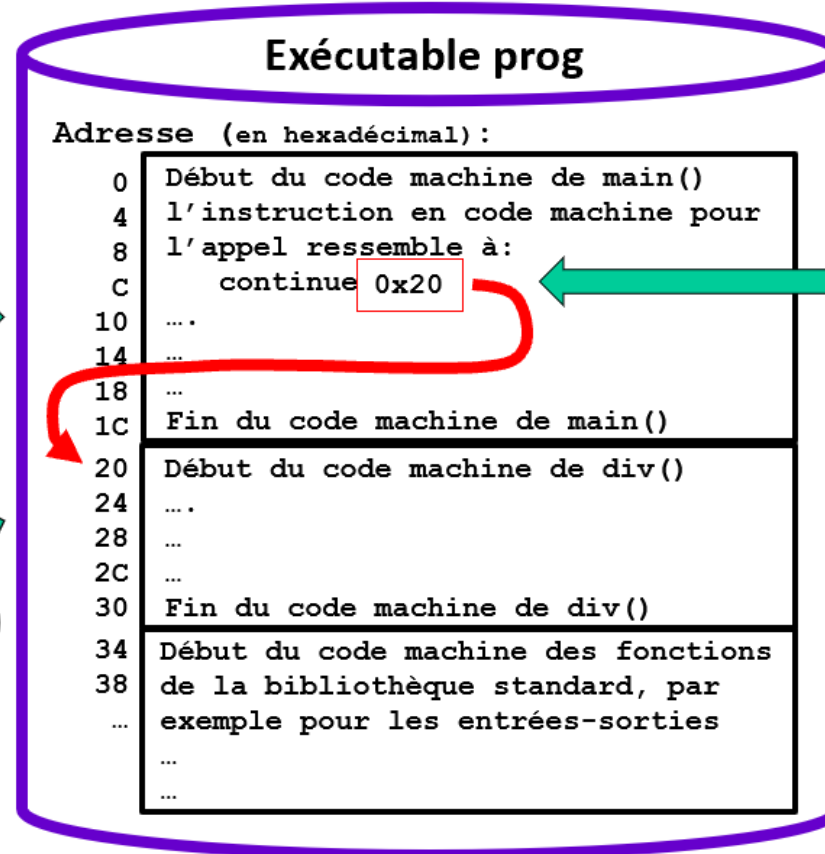 Exécutable prog
Adresse (en hexadécimal):
0 Début du code machine de main()
4 l'instruction en code machine pour
8 l'appel ressemble à:
C continue 0x20
10 ….
14 …
18 …
1C Fin du code machine de main()
20 Début du code machine de div()
24 ….
28 …
2C …
30 Fin du code machine de div()
34 Début du code machine des fonctions
38 de la bibliothèque standard, par
… exemple pour les entrées-sorties
…
…